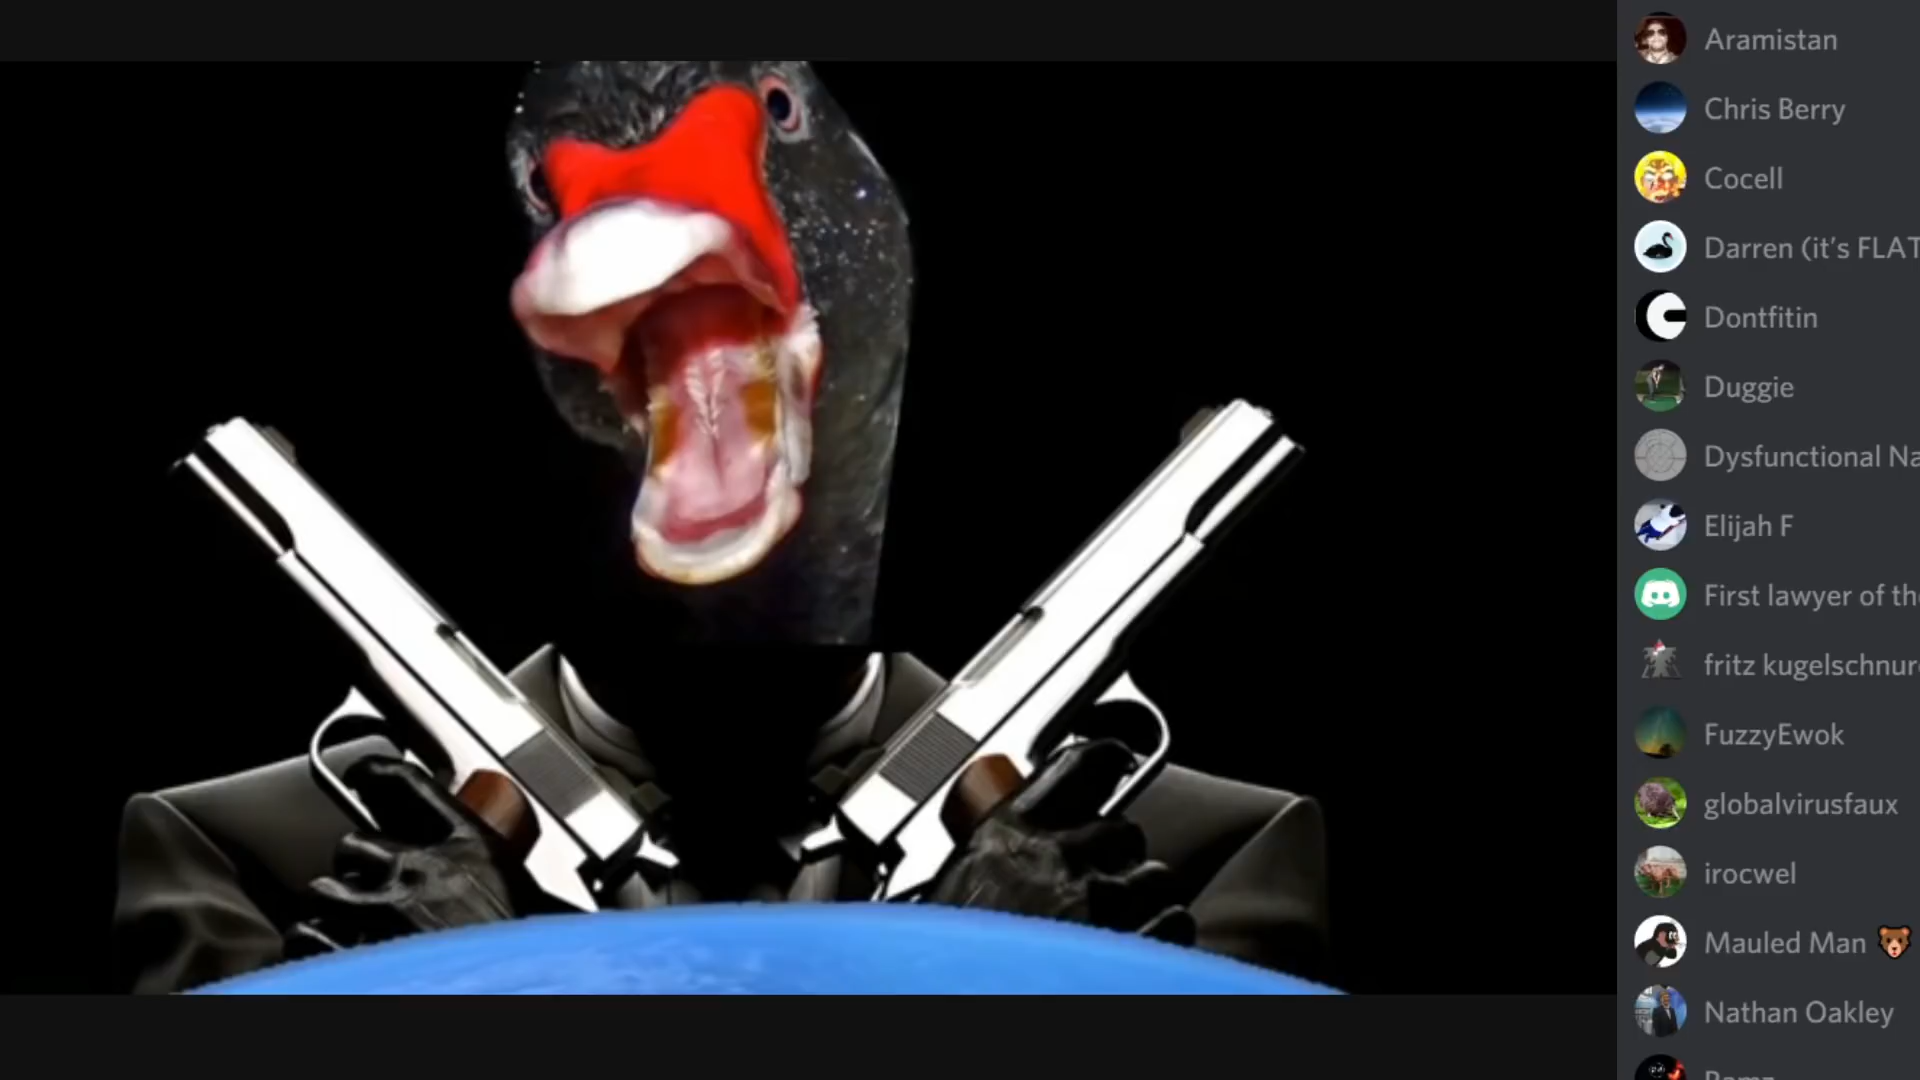 Aramistan
Chris Berry
Cocell
Darren (it's FLAT
Dontfitin
Duggie
Dysfunctional Na
Elijah F
First lawyer of the
fritz kugelschnur
FuzzyEwok
globalvirusfaux
irocwel
Mauled Man 🐻
Nathan Oakley